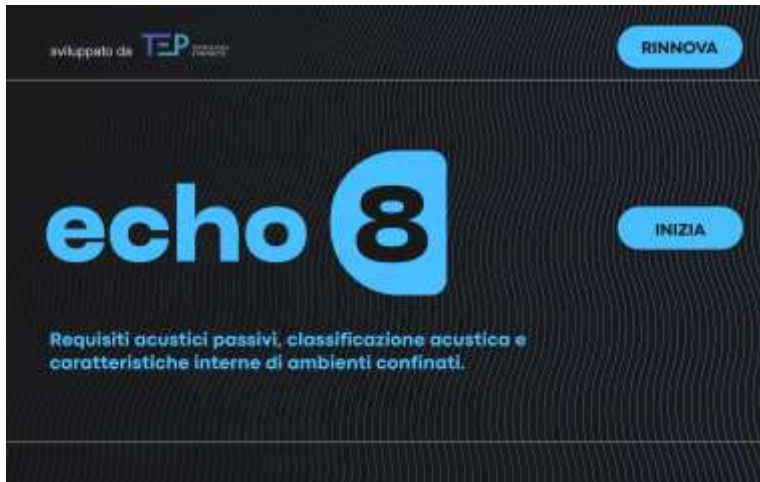 sviluppato da TEP
RINNOVA
echo 8
INIZIA
Requisiti acustici passivi, classificazione acustica e
caratteristiche interne di ambienti confinati.